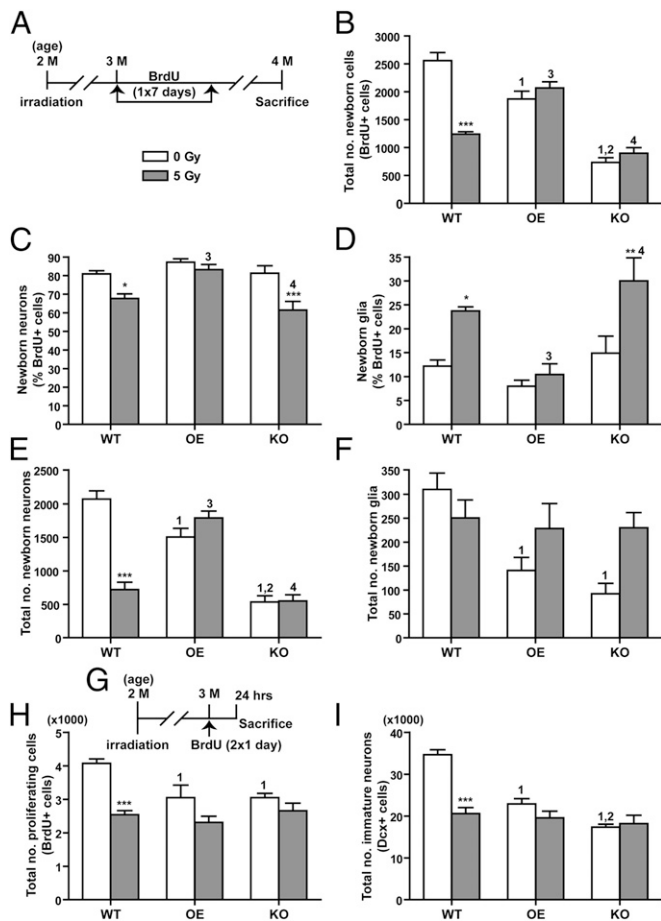 A
(age)
2 M 3 M 4 M
BrdU
(1x7 days)
irradiation Sacrifice
0 Gy
5 Gy
B
Total no. newborn cells
(BrdU+ cells)
3000
2500
2000
1500
1000
500
0
***
1
3
1,2
4
WT OE KO
C
Newborn neurons
(% BrdU+ cells)
100
90
80
70
60
50
40
30
20
10
0
*
3
4
***
WT OE KO
D
Newborn glia
(% BrdU+ cells)
35
30
25
20
15
10
5
0
*
3
** 4
WT OE KO
E
Total no. newborn neurons
2500
2000
1500
1000
500
0
***
1
3
1,2
4
WT OE KO
F
Total no. newborn glia
350
300
250
200
150
100
50
0
1
1
WT OE KO
G
(age)
2 M 3 M 24 hrs
Sacrifice
irradiation BrdU (2x1 day)
H
(x1000)
Total no. proliferating cells
(BrdU+ cells)
5
4
3
2
1
0
***
1
1
WT OE KO
I
(x1000)
Total no. immature neurons
(Dcx+ cells)
40
30
20
10
0
***
1
1,2
WT OE KO